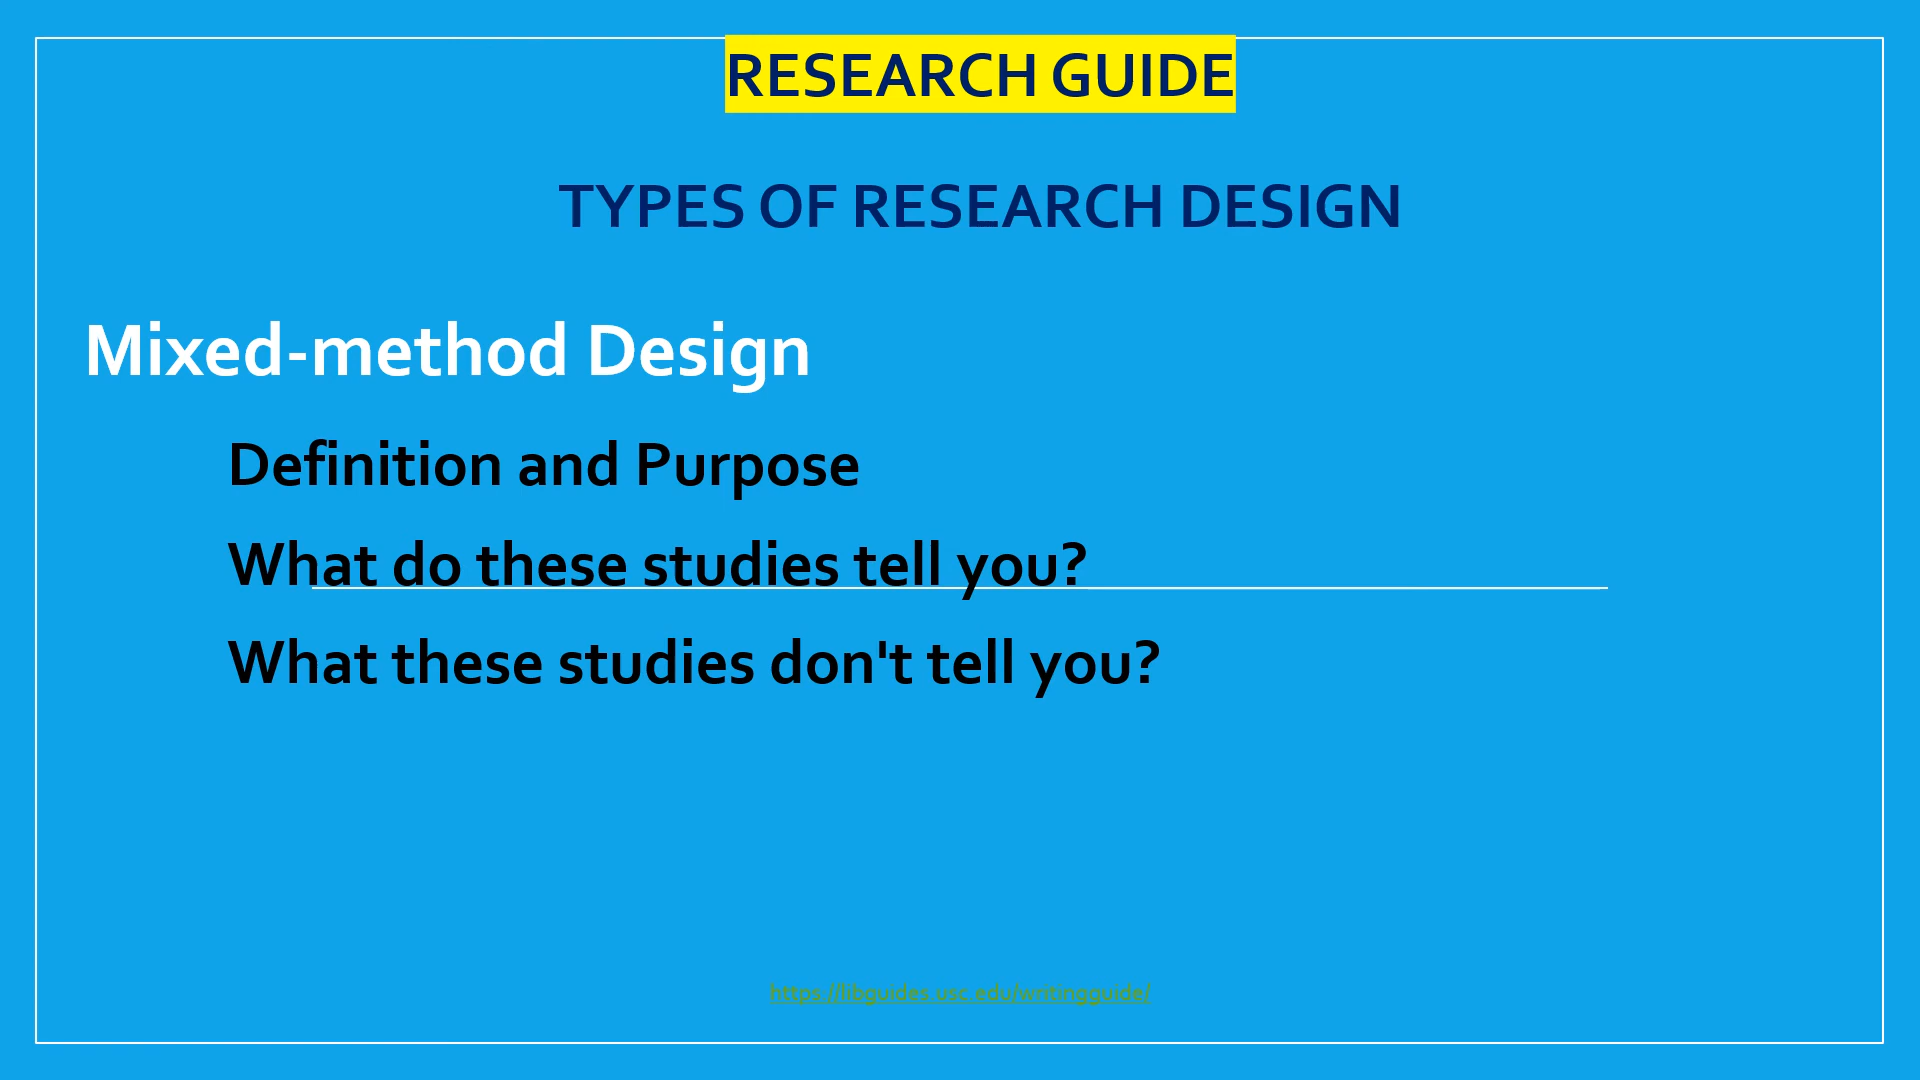 RESEARCH GUIDE
TYPES OF RESEARCH DESIGN
Mixed-method Design
Definition and Purpose
What do these studies tell you?
What these studies don't tell you?
https://libguides.usc.edu/writingguide/